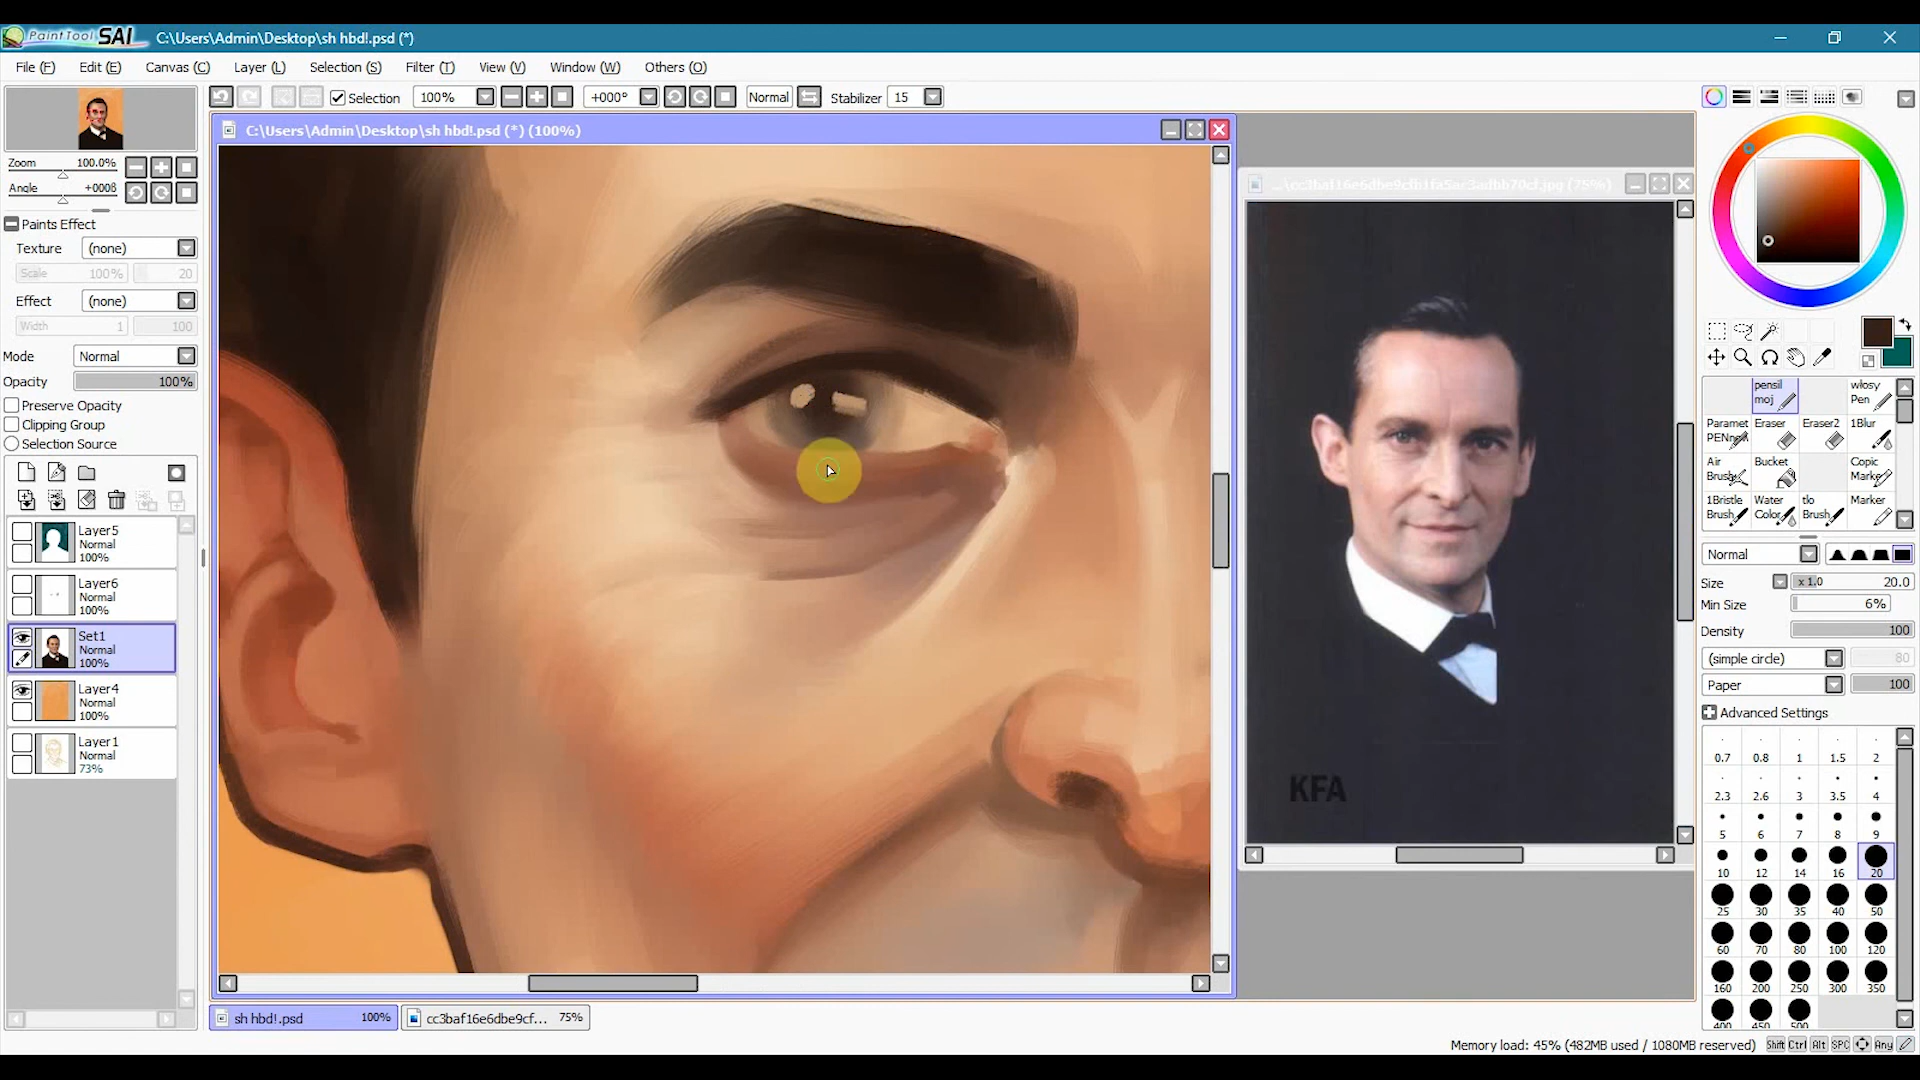 PaintTool SAI C:\Users\Admin\Desktop\sh hbd!.psd (*)
File (F) Edit (E) Canvas (C) Layer (L) Selection (S) Filter (T) View (V) Window (W) Others (O)
Selection 100% +000° Normal Stabilizer 15
C:\Users\Admin\Desktop\sh hbd!.psd (*) (100%)
Zoom 100.0%
Angle +000
Paints Effect
Texture (none)
Scale 100% 20
Effect (none)
Width 1 100
Mode Normal
Opacity 100%
Preserve Opacity
Clipping Group
Selection Source
Layer5
Normal
100%
Layer6
Normal
100%
Set1
Normal
100%
Layer4
Normal
100%
Layer1
Normal
73%
KFA
pensil moj
włosy Pen
Paramet PEN
Eraser
Eraser2
1Blur
Air Brush
Bucket
Copic Marke
1Bristle Brush
Water Color
tlo Brush
Marker
Normal
Size x 1.0 20.0
Min Size 6%
Density 100
(simple circle) 80
Paper 100
Advanced Settings
0.7 0.8 1 1.5 2
2.3 2.6 3 3.5 4
5 6 7 8 9
10 12 14 16 20
25 30 35 40 50
60 70 80 100 120
160 200 250 300 350
400 450 500
sh hbd!.psd 100% cc3baf16e6dbe9cf... 75%
Memory load: 45% (482MB used / 1080MB reserved) Shift Ctrl Alt SPC Any